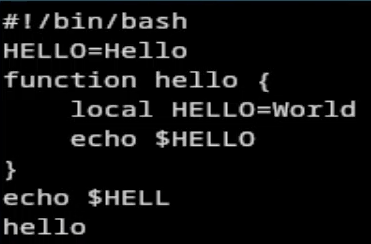 #!/bin/bash
HELLO=Hello
function hello {
    local HELLO=World
    echo $HELLO
}
echo $HELL
hello